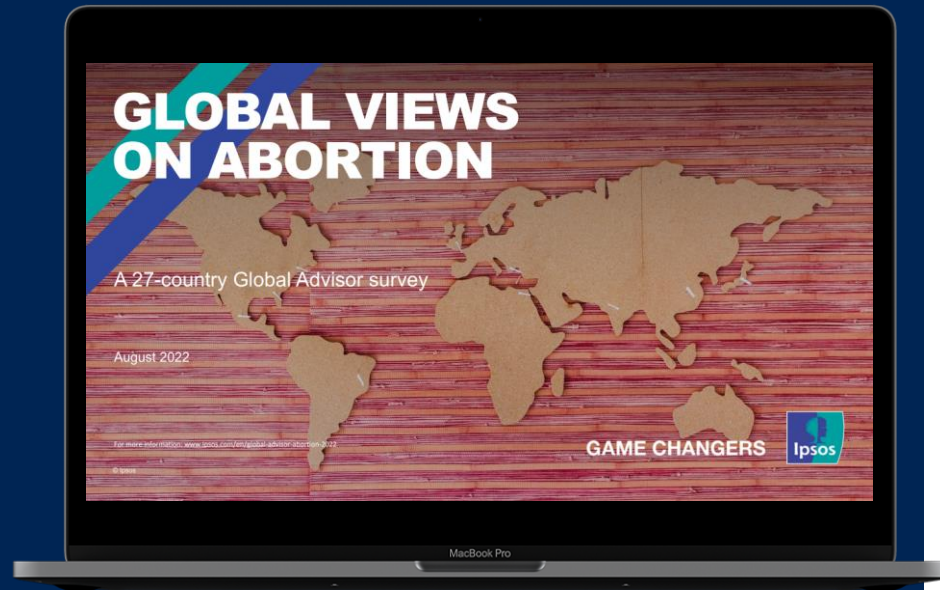 GLOBAL VIEWS
ON ABORTION
A 27-country Global Advisor survey
August 2022
For more information: www.ipsos.com/en/global-advisor-abortion-2022
© Ipsos
GAME CHANGERS
Ipsos
MacBook Pro